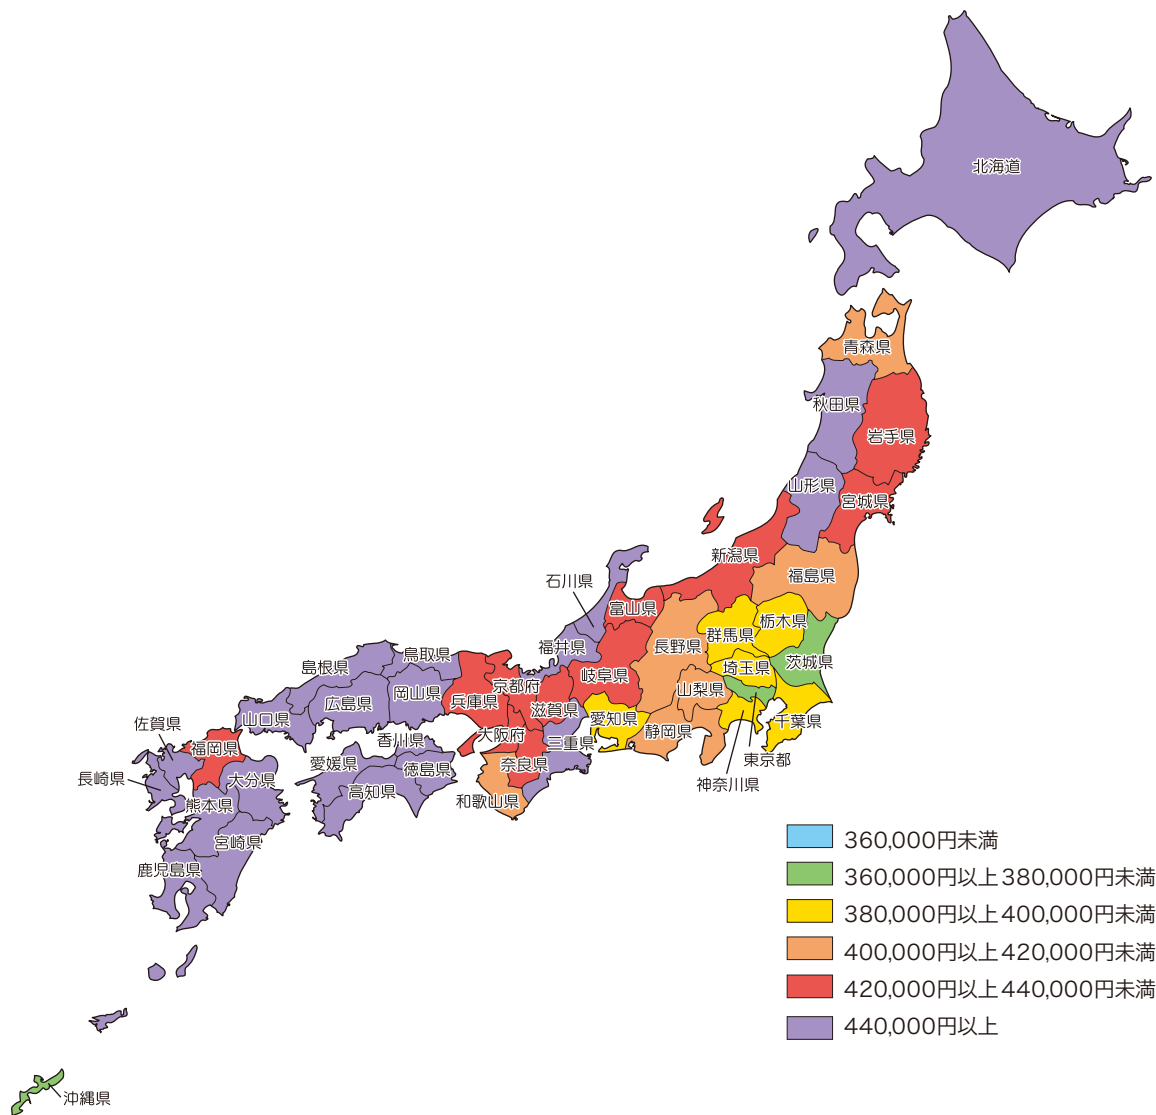 北海道
青森県
秋田県
岩手県
山形県
宮城県
新潟県
福島県
石川県
富山県
栃木県
群馬県
福井県
長野県
茨城県
埼玉県
岐阜県
山梨県
鳥取県
島根県
京都府
岡山県
兵庫県
広島県
滋賀県
愛知県
千葉県
山口県
佐賀県
静岡県
大阪府
香川県
三重県
福岡県
東京都
奈良県
愛媛県
徳島県
長崎県
大分県
神奈川県
高知県
和歌山県
熊本県
宮崎県
鹿児島県
沖縄県
360,000円未満
360,000円以上380,000円未満
380,000円以上400,000円未満
400,000円以上420,000円未満
420,000円以上440,000円未満
440,000円以上